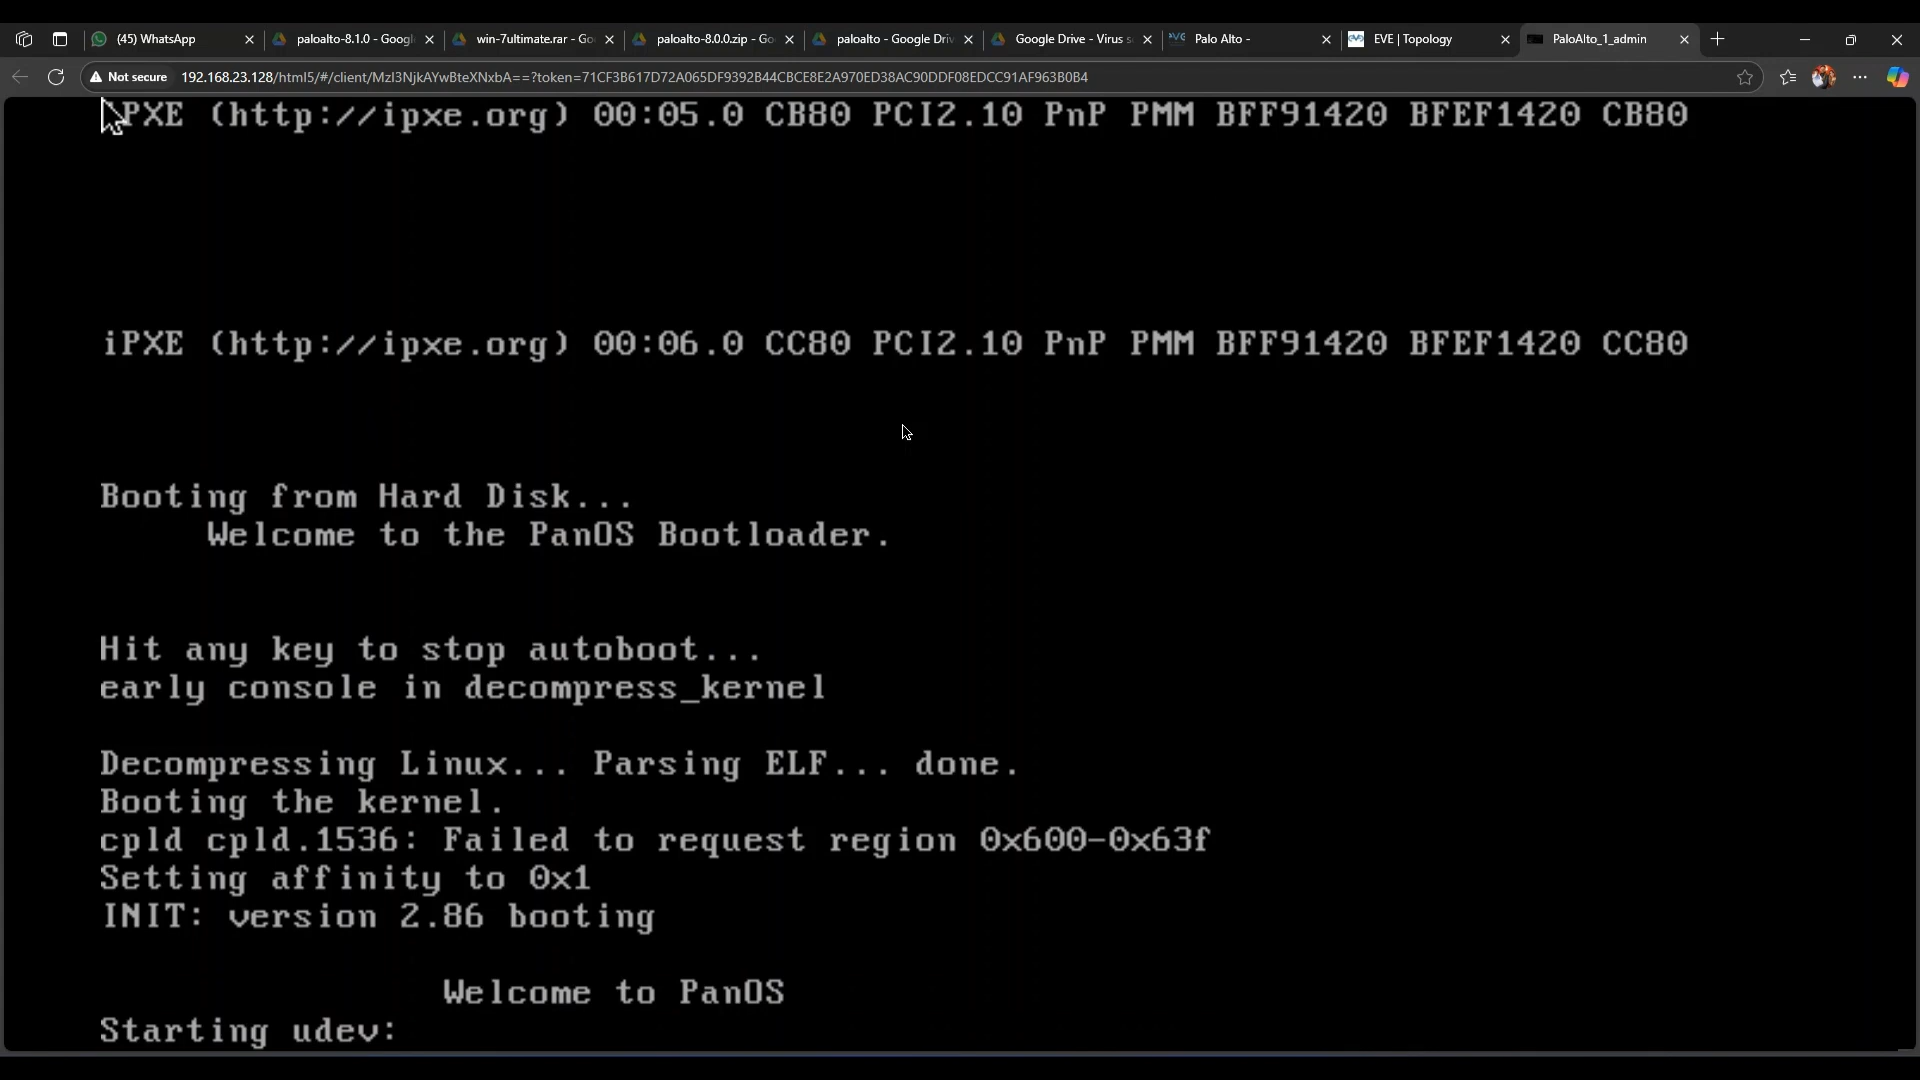 (45) WhatsApp
paloalto-8.1.0 - Googl
win-7ultimate.rar - Go
paloalto-8.0.0.zip - Go
paloalto - Google Driv
Google Drive - Virus s
Palo Alto -
EVE | Topology
PaloAlto_1_admin
Not secure
192.168.23.128/html5/#/client/MzI3NjkAYwBteXNxbA==?token=71CF3B617D72A065DF9392B44CBCE8E2A970ED38AC90DDF08EDCC91AF963B0B4
iPXE (http://ipxe.org) 00:05.0 CB80 PCI2.10 PnP PMM BFF91420 BFEF1420 CB80
iPXE (http://ipxe.org) 00:06.0 CC80 PCI2.10 PnP PMM BFF91420 BFEF1420 CC80
Booting from Hard Disk...
Welcome to the PanOS Bootloader.
Hit any key to stop autoboot...
early console in decompress_kernel
Decompressing Linux... Parsing ELF... done.
Booting the kernel.
cpld cpld.1536: Failed to request region 0x600-0x63f
Setting affinity to 0x1
INIT: version 2.86 booting
Welcome to PanOS
Starting udev: